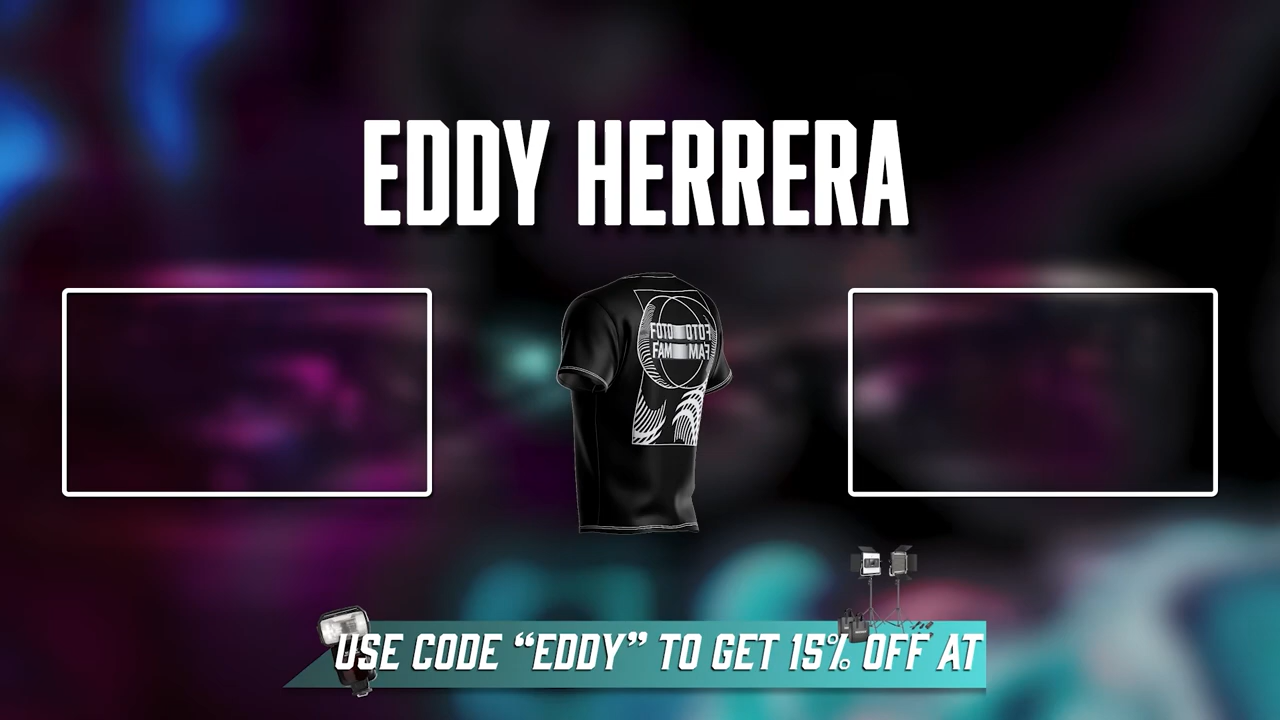 EDDY HERRERA
FOTO OTOF
FAM MAF
USE CODE “EDDY” TO GET 15% OFF AT